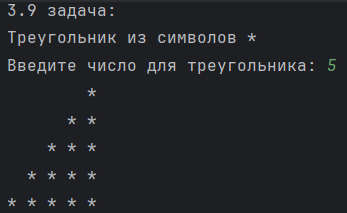 3.9 задача:
Треугольник из символов *
Введите число для треугольника: 5
        *
      * *
    * * *
  * * * *
* * * * *